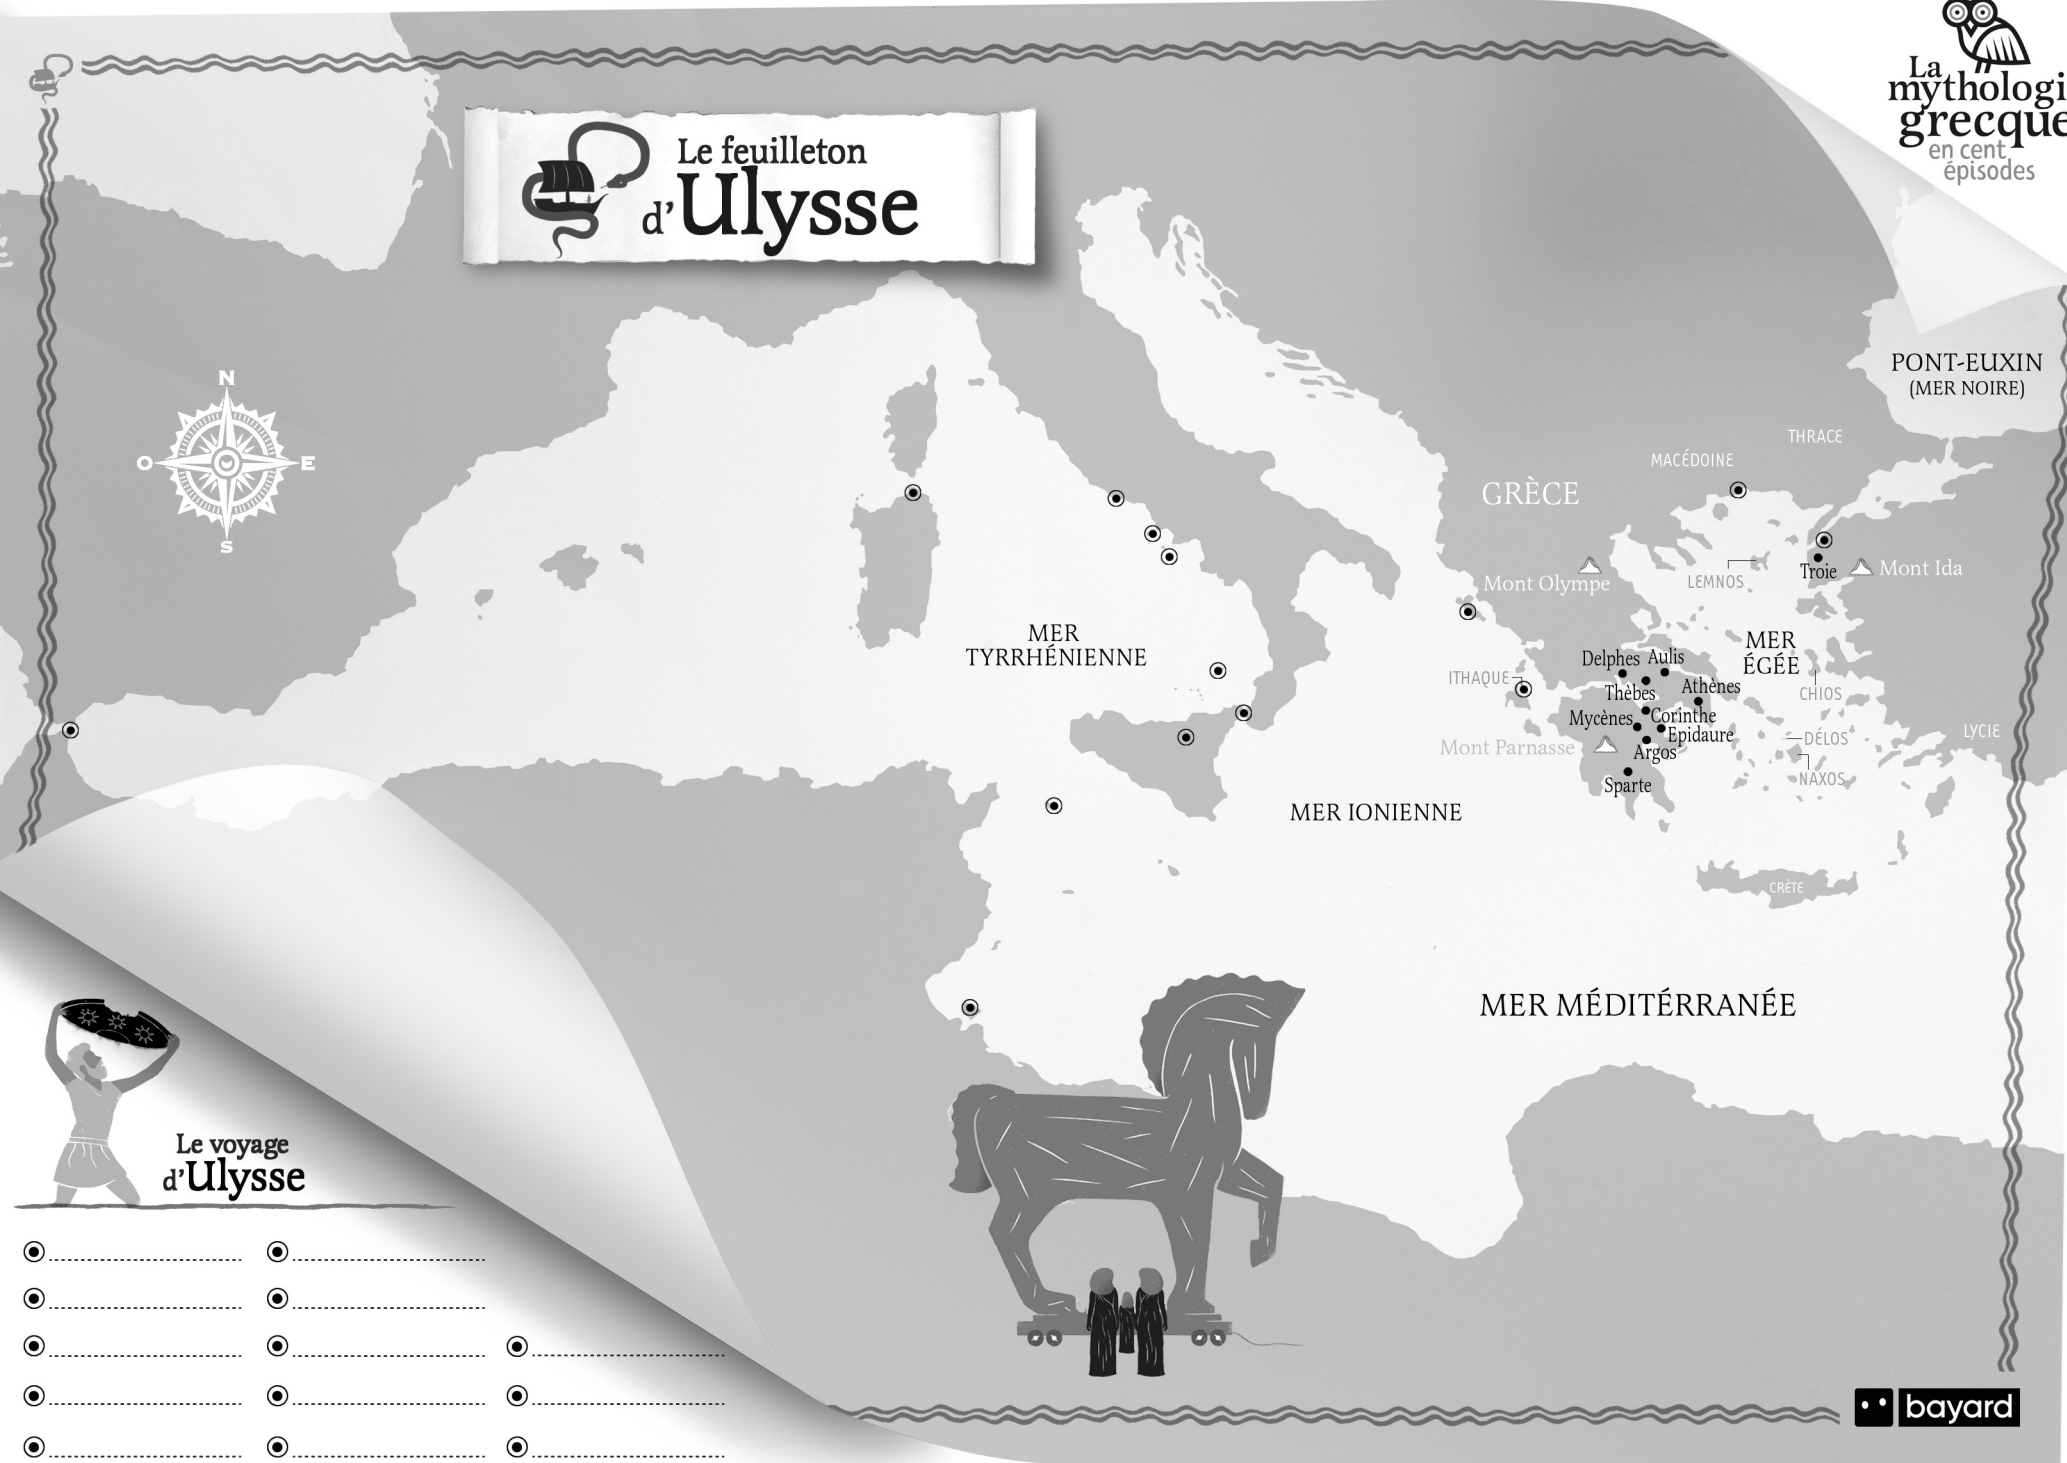 La
mythologi
grecque
en cent
épisodes
Le feuilleton
d'Ulysse
N
O
E
S
PONT-EUXIN
(MER NOIRE)
THRACE
MACÉDOINE
GRÈCE
Mont Olympe
LEMNOS
Troie
Mont Ida
MER
TYRRHÉNIENNE
MER
ÉGÉE
ITHAQUE
Delphes
Aulis
Thèbes
Athènes
CHIOS
Mycènes
Corinthe
Epidaure
Mont Parnasse
Argos
DÉLOS
LYCIE
NAXOS
Sparte
MER IONIENNE
CRÈTE
MER MÉDITÉRRANÉE
Le voyage
d'Ulysse
bayard